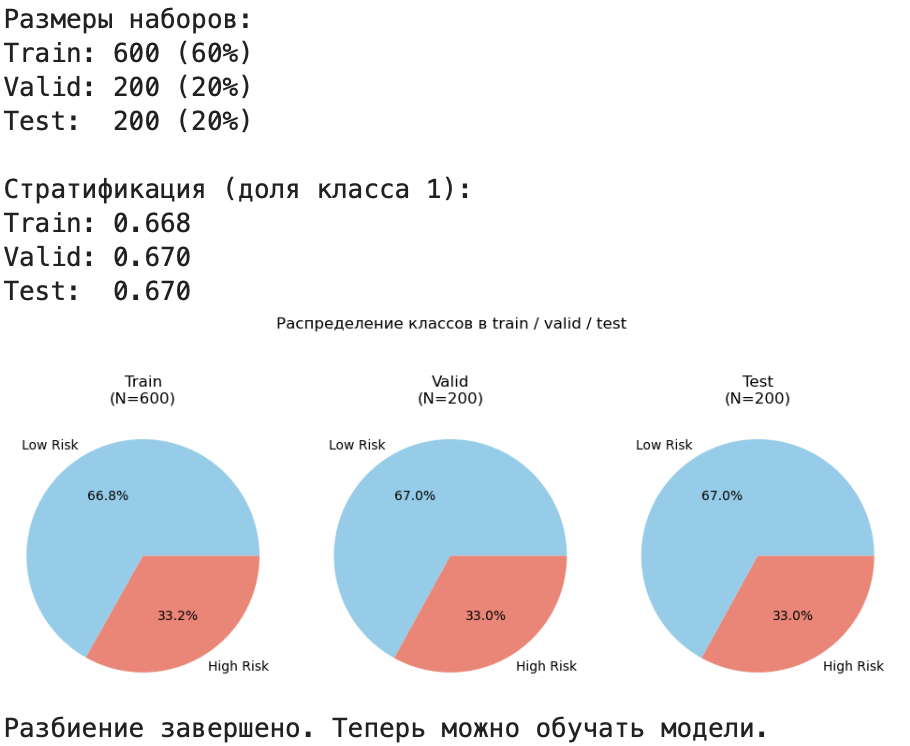 Размеры наборов:
Train: 600 (60%)
Valid: 200 (20%)
Test:  200 (20%)
Стратификация (доля класса 1):
Train: 0.668
Valid: 0.670
Test:  0.670
Распределение классов в train / valid / test
Train
(N=600)
Low Risk
66.8%
33.2%
High Risk
Valid
(N=200)
Low Risk
67.0%
33.0%
High Risk
Test
(N=200)
Low Risk
67.0%
33.0%
High Risk
Разбиение завершено. Теперь можно обучать модели.